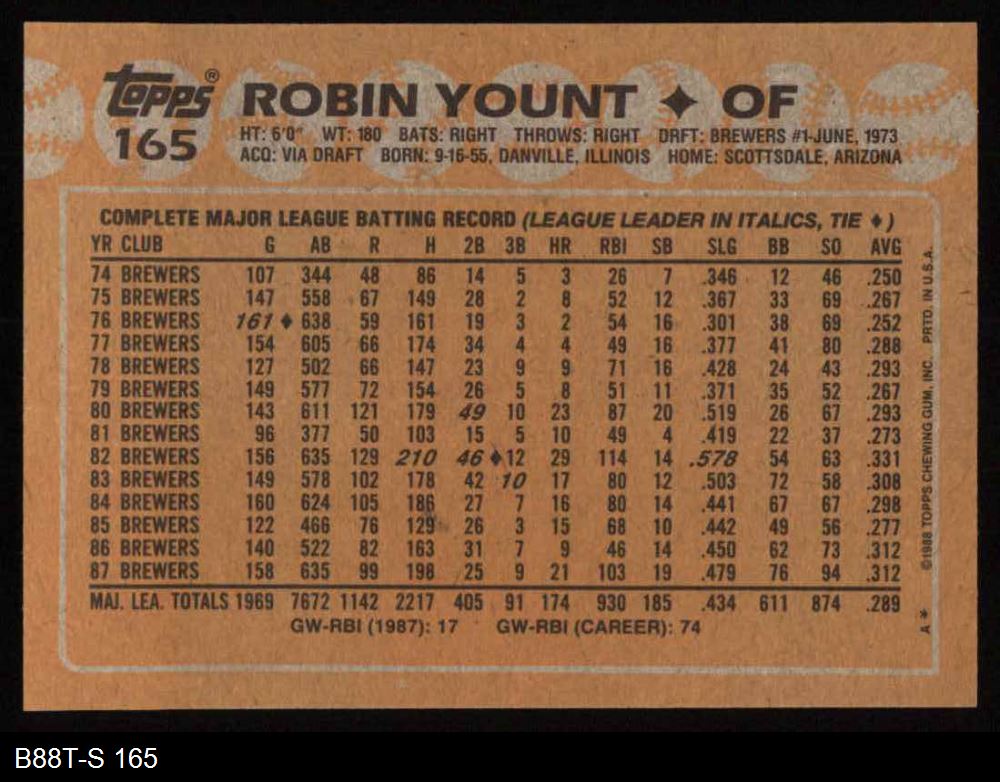 Topps® ROBIN YOUNT ✦ OF
165 HT: 6'0" WT: 180 BATS: RIGHT THROWS: RIGHT DRFT: BREWERS #1-JUNE, 1973
ACQ: VIA DRAFT BORN: 9-16-55, DANVILLE, ILLINOIS HOME: SCOTTSDALE, ARIZONA
COMPLETE MAJOR LEAGUE BATTING RECORD (LEAGUE LEADER IN ITALICS, TIE ♦)
YR CLUB G AB R H 2B 3B HR RBI SB SLG BB SO AVG
74 BREWERS 107 344 48 86 14 5 3 26 7 .346 12 46 .250
75 BREWERS 147 558 67 149 28 2 8 52 12 .367 33 69 .267
76 BREWERS 161 ♦ 638 59 161 19 3 2 54 16 .301 38 69 .252
77 BREWERS 154 605 66 174 34 4 4 49 16 .377 41 80 .288
78 BREWERS 127 502 66 147 23 9 9 71 16 .428 24 43 .293
79 BREWERS 149 577 72 154 26 5 8 51 11 .371 35 52 .267
80 BREWERS 143 611 121 179 49 10 23 87 20 .519 26 67 .293
81 BREWERS 96 377 50 103 15 5 10 49 4 .419 22 37 .273
82 BREWERS 156 635 129 210 46 ♦ 12 29 114 14 .578 54 63 .331
83 BREWERS 149 578 102 178 42 10 17 80 12 .503 72 58 .308
84 BREWERS 160 624 105 186 27 7 16 80 14 .441 67 67 .298
85 BREWERS 122 466 76 129 26 3 15 68 10 .442 49 56 .277
86 BREWERS 140 522 82 163 31 7 9 46 14 .450 62 73 .312
87 BREWERS 158 635 99 198 25 9 21 103 19 .479 76 94 .312
MAJ. LEA. TOTALS 1969 7672 1142 2217 405 91 174 930 185 .434 611 874 .289
GW-RBI (1987): 17 GW-RBI (CAREER): 74
A* ©1988 TOPPS CHEWING GUM, INC. PRTD. IN U.S.A.
B88T-S 165